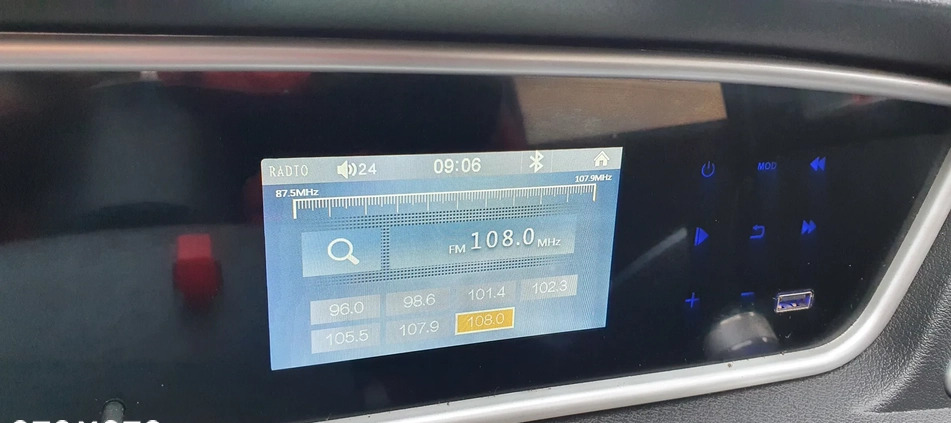 RADIO 24 09:06
87.5MHz 107.9MHz
FM 108.0 MHz
96.0 98.6 101.4 102.3
105.5 107.9 108.0
MOD
+ -